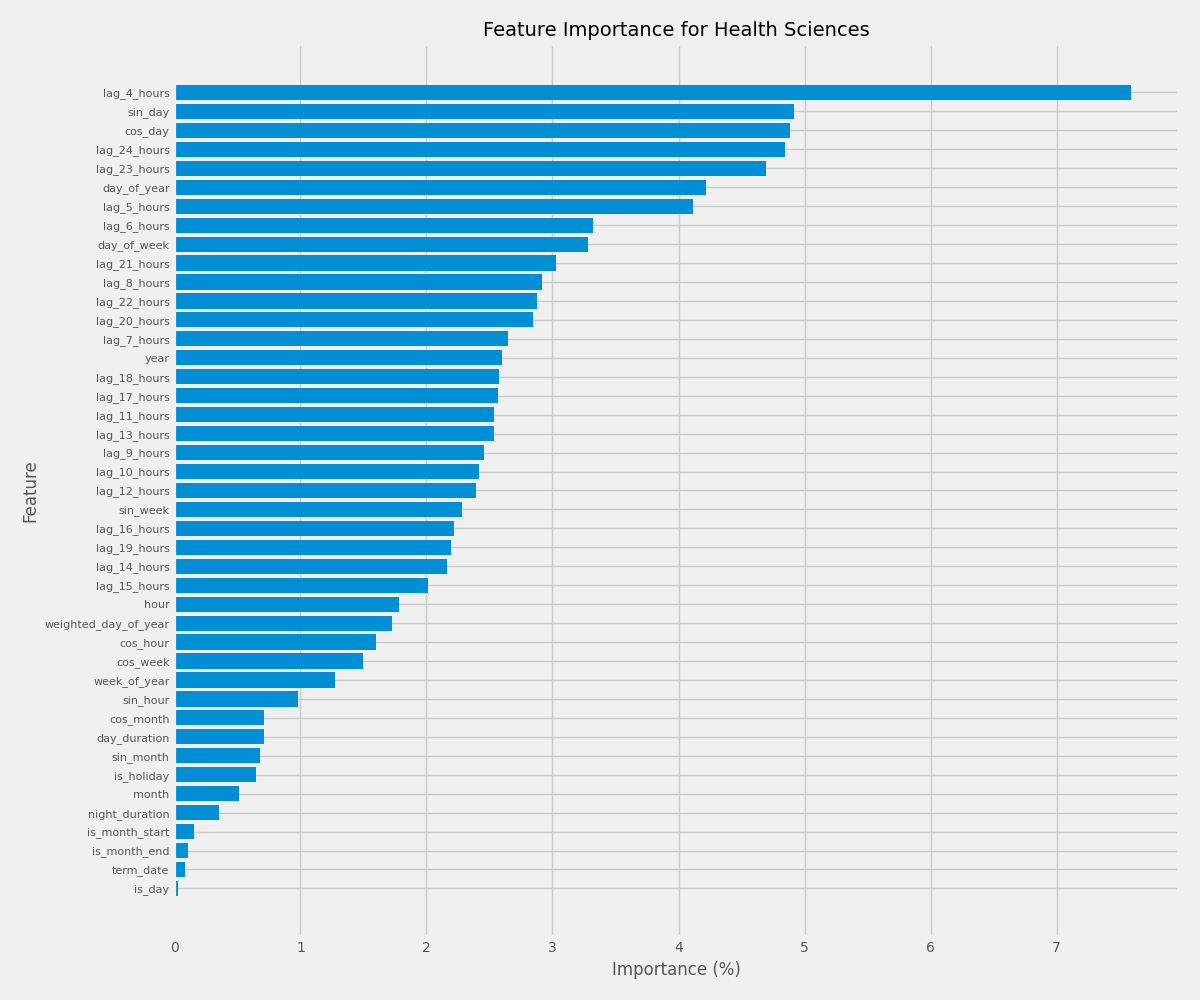 Feature Importance for Health Sciences
lag_4_hours
sin_day
cos_day
lag_24_hours
lag_23_hours
day_of_year
lag_5_hours
lag_6_hours
day_of_week
lag_21_hours
lag_8_hours
lag_22_hours
lag_20_hours
lag_7_hours
year
lag_18_hours
lag_17_hours
lag_11_hours
lag_13_hours
lag_9_hours
lag_10_hours
lag_12_hours
sin_week
lag_16_hours
lag_19_hours
lag_14_hours
lag_15_hours
hour
weighted_day_of_year
cos_hour
cos_week
week_of_year
sin_hour
cos_month
day_duration
sin_month
is_holiday
month
night_duration
is_month_start
is_month_end
term_date
is_day
Feature
0 1 2 3 4 5 6 7
Importance (%)